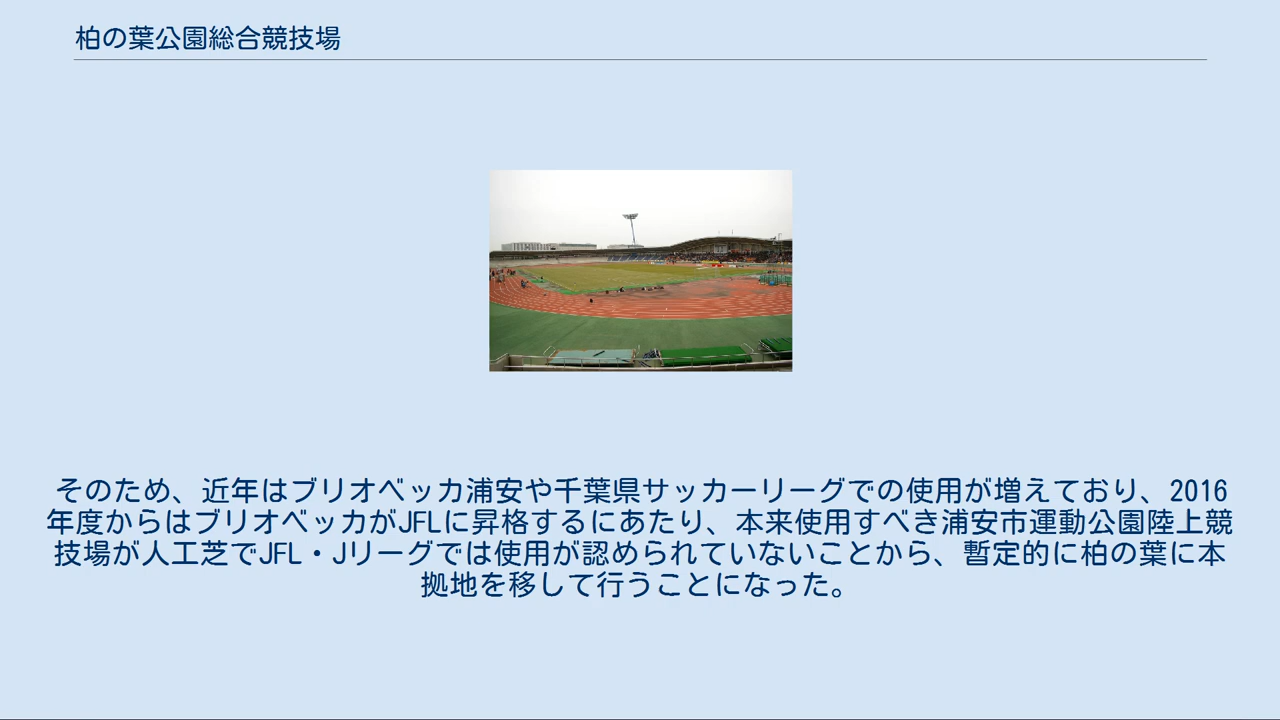 柏の葉公園総合競技場
そのため、近年はブリオベッカ浦安や千葉県サッカーリーグでの使用が増えており、2016
年度からはブリオベッカがJFLに昇格するにあたり、本来使用すべき浦安市運動公園陸上競
技場が人工芝でJFL・Jリーグでは使用が認められていないことから、暫定的に柏の葉に本
拠地を移して行うことになった。